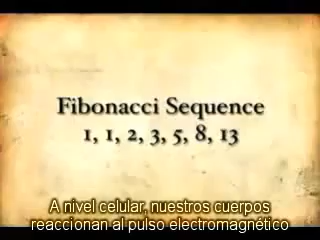 Fibonacci Sequence
1, 1, 2, 3, 5, 8, 13
A nivel celular, nuestros cuerpos
reaccionan al pulso electromagnético